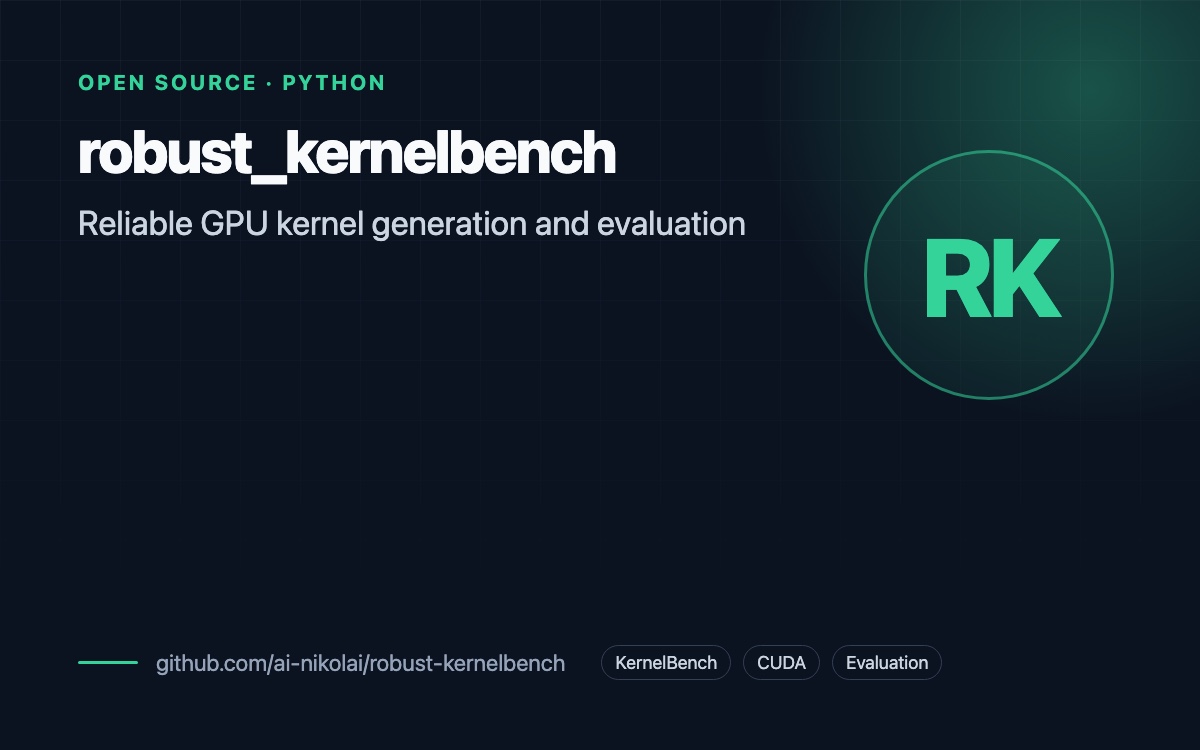 OPEN SOURCE · PYTHON
robust_kernelbench
Reliable GPU kernel generation and evaluation
RK
github.com/ai-nikolai/robust-kernelbench
KernelBench
CUDA
Evaluation